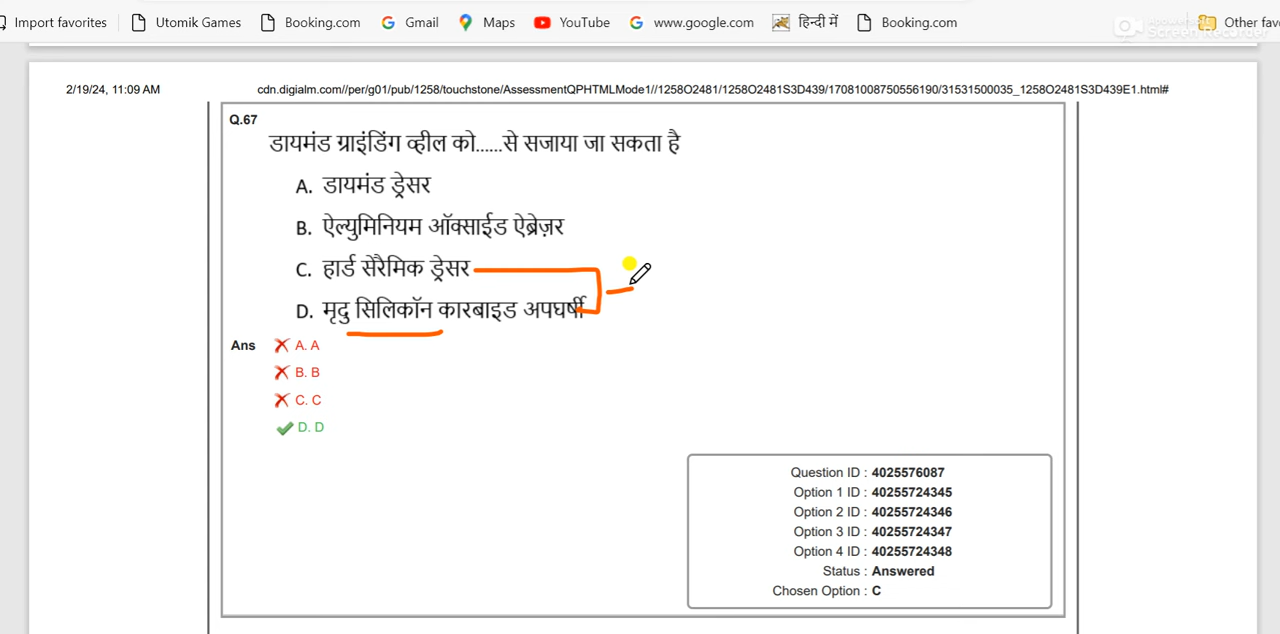 Import favorites Utomik Games Booking.com Gmail Maps YouTube www.google.com हिन्दी में Booking.com Other fav
Screen Recorder
2/19/24, 11:09 AM cdn.digialm.com//per/g01/pub/1258/touchstone/AssessmentQPHTMLMode1//1258O2481/1258O2481S3D439/17081008750556190/31531500035_1258O2481S3D439E1.html#
Q.67
डायमंड ग्राइंडिंग व्हील को......से सजाया जा सकता है
A. डायमंड ड्रेसर
B. ऐल्युमिनियम ऑक्साईड ऐब्रेज़र
C. हार्ड सेरैमिक ड्रेसर
D. मृदु सिलिकॉन कारबाइड अपघर्षी
Ans A. A
B. B
C. C
D. D
Question ID : 4025576087
Option 1 ID : 40255724345
Option 2 ID : 40255724346
Option 3 ID : 40255724347
Option 4 ID : 40255724348
Status : Answered
Chosen Option : C